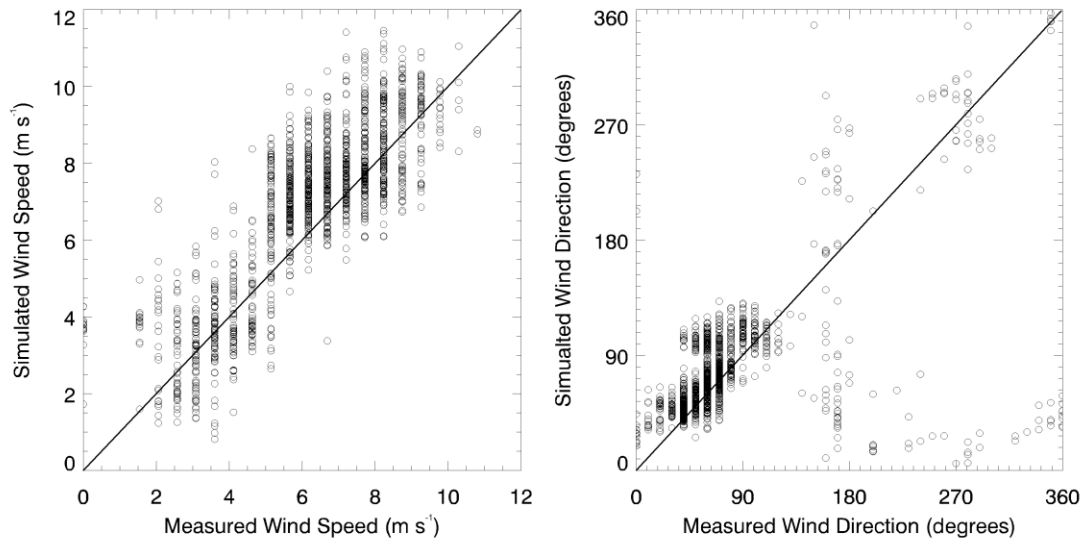 12
10
8
6
4
2
0
Simulated Wind Speed (m s⁻¹)
0 2 4 6 8 10 12
Measured Wind Speed (m s⁻¹)
360
270
180
90
0
Simualted Wind Direction (degrees)
0 90 180 270 360
Measured Wind Direction (degrees)